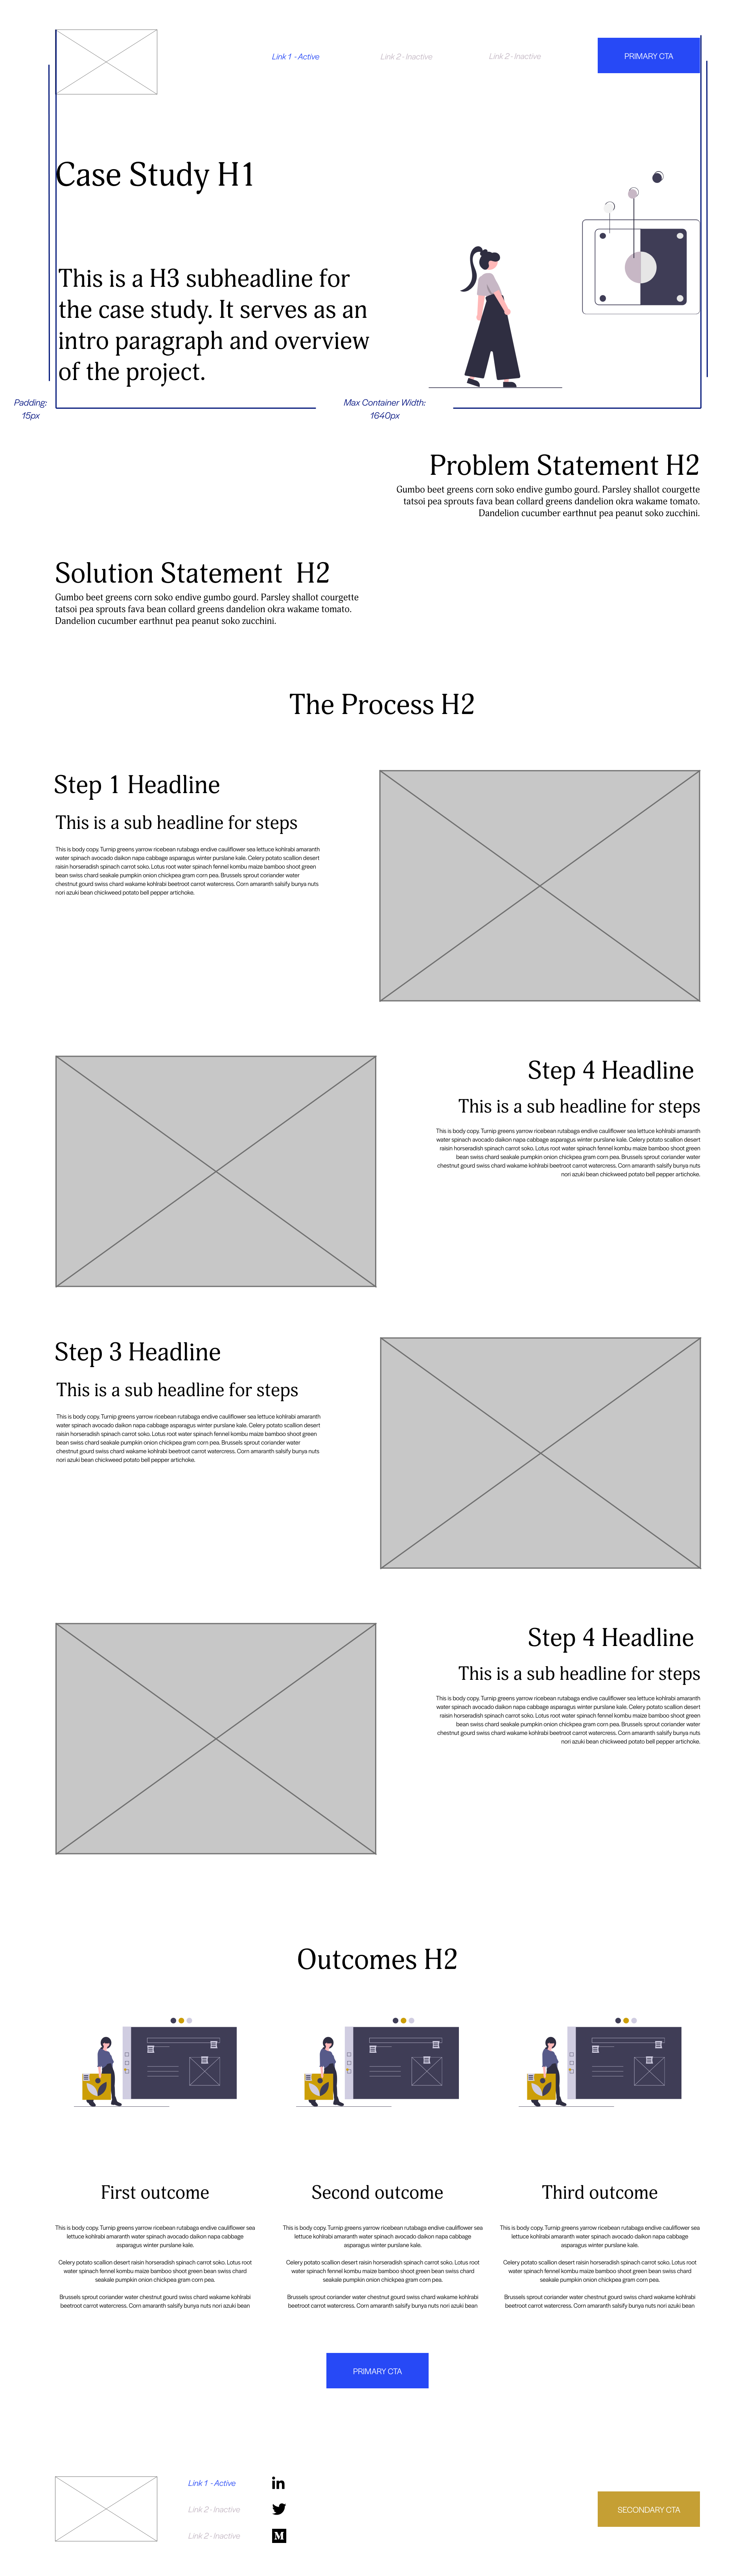 Link 1 - Active
Link 2 - Inactive
Link 2 - Inactive
PRIMARY CTA
Case Study H1
This is a H3 subheadline for
the case study. It serves as an
intro paragraph and overview
of the project.
Padding:
15px
Max Container Width:
1640px
Problem Statement H2
Gumbo beet greens corn soko endive gumbo gourd. Parsley shallot courgette
tatsoi pea sprouts fava bean collard greens dandelion okra wakame tomato.
Dandelion cucumber earthnut pea peanut soko zucchini.
Solution Statement  H2
Gumbo beet greens corn soko endive gumbo gourd. Parsley shallot courgette
tatsoi pea sprouts fava bean collard greens dandelion okra wakame tomato.
Dandelion cucumber earthnut pea peanut soko zucchini.
The Process H2
Step 1 Headline
This is a sub headline for steps
This is body copy. Turnip greens yarrow ricebean rutabaga endive cauliflower sea lettuce kohlrabi amaranth
water spinach avocado daikon napa cabbage asparagus winter purslane kale. Celery potato scallion desert
raisin horseradish spinach carrot soko. Lotus root water spinach fennel kombu maize bamboo shoot green
bean swiss chard seakale pumpkin onion chickpea gram corn pea. Brussels sprout coriander water
chestnut gourd swiss chard wakame kohlrabi beetroot carrot watercress. Corn amaranth salsify bunya nuts
nori azuki bean chickweed potato bell pepper artichoke.
Step 4 Headline
This is a sub headline for steps
This is body copy. Turnip greens yarrow ricebean rutabaga endive cauliflower sea lettuce kohlrabi amaranth
water spinach avocado daikon napa cabbage asparagus winter purslane kale. Celery potato scallion desert
raisin horseradish spinach carrot soko. Lotus root water spinach fennel kombu maize bamboo shoot green
bean swiss chard seakale pumpkin onion chickpea gram corn pea. Brussels sprout coriander water
chestnut gourd swiss chard wakame kohlrabi beetroot carrot watercress. Corn amaranth salsify bunya nuts
nori azuki bean chickweed potato bell pepper artichoke.
Step 3 Headline
This is a sub headline for steps
This is body copy. Turnip greens yarrow ricebean rutabaga endive cauliflower sea lettuce kohlrabi amaranth
water spinach avocado daikon napa cabbage asparagus winter purslane kale. Celery potato scallion desert
raisin horseradish spinach carrot soko. Lotus root water spinach fennel kombu maize bamboo shoot green
bean swiss chard seakale pumpkin onion chickpea gram corn pea. Brussels sprout coriander water
chestnut gourd swiss chard wakame kohlrabi beetroot carrot watercress. Corn amaranth salsify bunya nuts
nori azuki bean chickweed potato bell pepper artichoke.
Step 4 Headline
This is a sub headline for steps
This is body copy. Turnip greens yarrow ricebean rutabaga endive cauliflower sea lettuce kohlrabi amaranth
water spinach avocado daikon napa cabbage asparagus winter purslane kale. Celery potato scallion desert
raisin horseradish spinach carrot soko. Lotus root water spinach fennel kombu maize bamboo shoot green
bean swiss chard seakale pumpkin onion chickpea gram corn pea. Brussels sprout coriander water
chestnut gourd swiss chard wakame kohlrabi beetroot carrot watercress. Corn amaranth salsify bunya nuts
nori azuki bean chickweed potato bell pepper artichoke.
Outcomes H2
First outcome
This is body copy. Turnip greens yarrow ricebean rutabaga endive cauliflower sea
lettuce kohlrabi amaranth water spinach avocado daikon napa cabbage
asparagus winter purslane kale.
Celery potato scallion desert raisin horseradish spinach carrot soko. Lotus root
water spinach fennel kombu maize bamboo shoot green bean swiss chard
seakale pumpkin onion chickpea gram corn pea.
Brussels sprout coriander water chestnut gourd swiss chard wakame kohlrabi
beetroot carrot watercress. Corn amaranth salsify bunya nuts nori azuki bean
Second outcome
This is body copy. Turnip greens yarrow ricebean rutabaga endive cauliflower sea
lettuce kohlrabi amaranth water spinach avocado daikon napa cabbage
asparagus winter purslane kale.
Celery potato scallion desert raisin horseradish spinach carrot soko. Lotus root
water spinach fennel kombu maize bamboo shoot green bean swiss chard
seakale pumpkin onion chickpea gram corn pea.
Brussels sprout coriander water chestnut gourd swiss chard wakame kohlrabi
beetroot carrot watercress. Corn amaranth salsify bunya nuts nori azuki bean
Third outcome
This is body copy. Turnip greens yarrow ricebean rutabaga endive cauliflower sea
lettuce kohlrabi amaranth water spinach avocado daikon napa cabbage
asparagus winter purslane kale.
Celery potato scallion desert raisin horseradish spinach carrot soko. Lotus root
water spinach fennel kombu maize bamboo shoot green bean swiss chard
seakale pumpkin onion chickpea gram corn pea.
Brussels sprout coriander water chestnut gourd swiss chard wakame kohlrabi
beetroot carrot watercress. Corn amaranth salsify bunya nuts nori azuki bean
PRIMARY CTA
Link 1 - Active
Link 2 - Inactive
Link 2 - Inactive
in
M
SECONDARY CTA